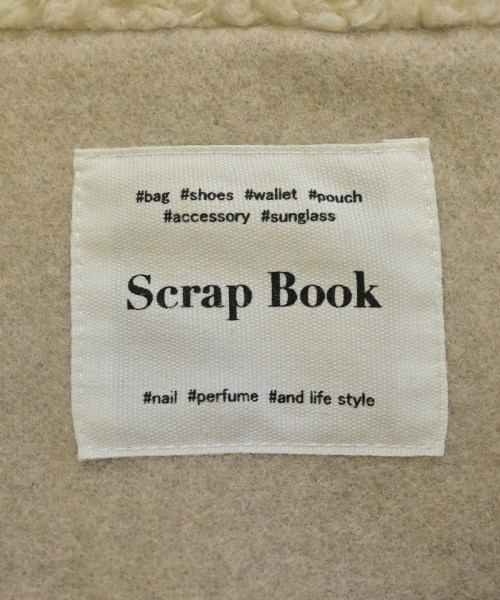 #bag #shoes #wallet #pouch
#accessory #sunglass
Scrap Book
#nail #perfume #and life style